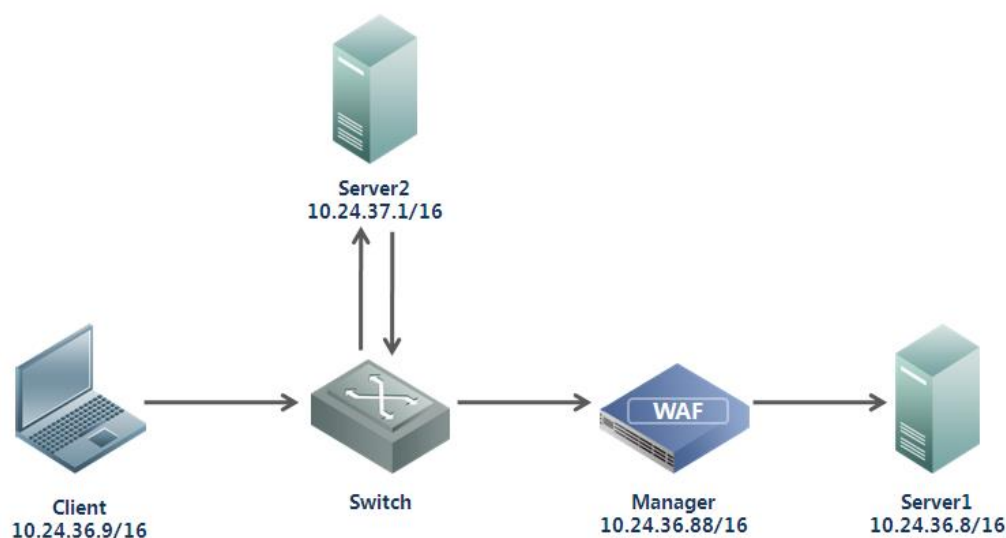 Server2
10.24.37.1/16
WAF
Client
10.24.36.9/16
Switch
Manager
10.24.36.88/16
Server1
10.24.36.8/16